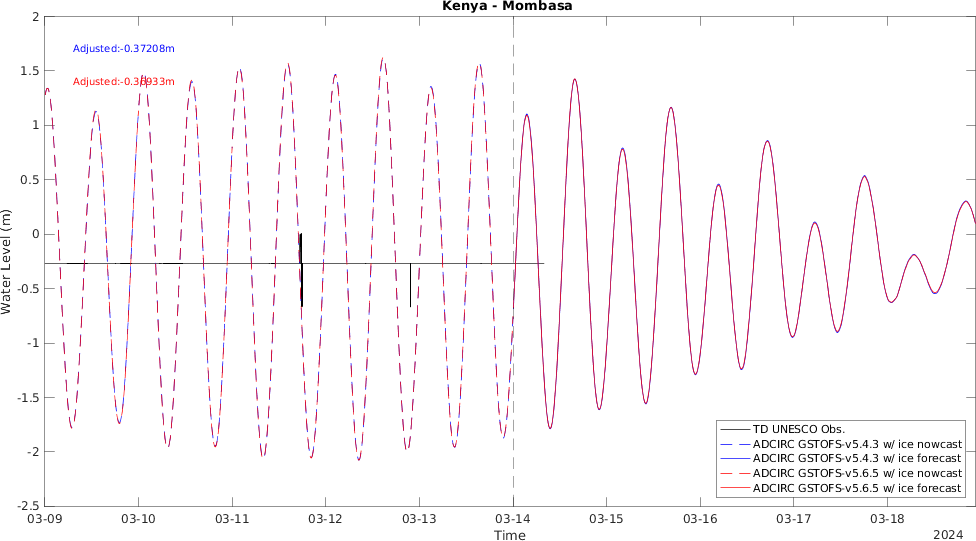 Kenya - Mombasa
Adjusted:-0.37208m
Adjusted:-0.36933m
Water Level (m)
2
1.5
1
0.5
0
-0.5
-1
-1.5
-2
-2.5
TD UNESCO Obs.
ADCIRC GSTOFS-v5.4.3 w/ ice nowcast
ADCIRC GSTOFS-v5.4.3 w/ ice forecast
ADCIRC GSTOFS-v5.6.5 w/ ice nowcast
ADCIRC GSTOFS-v5.6.5 w/ ice forecast
03-09 03-10 03-11 03-12 03-13 03-14 03-15 03-16 03-17 03-18
Time
2024